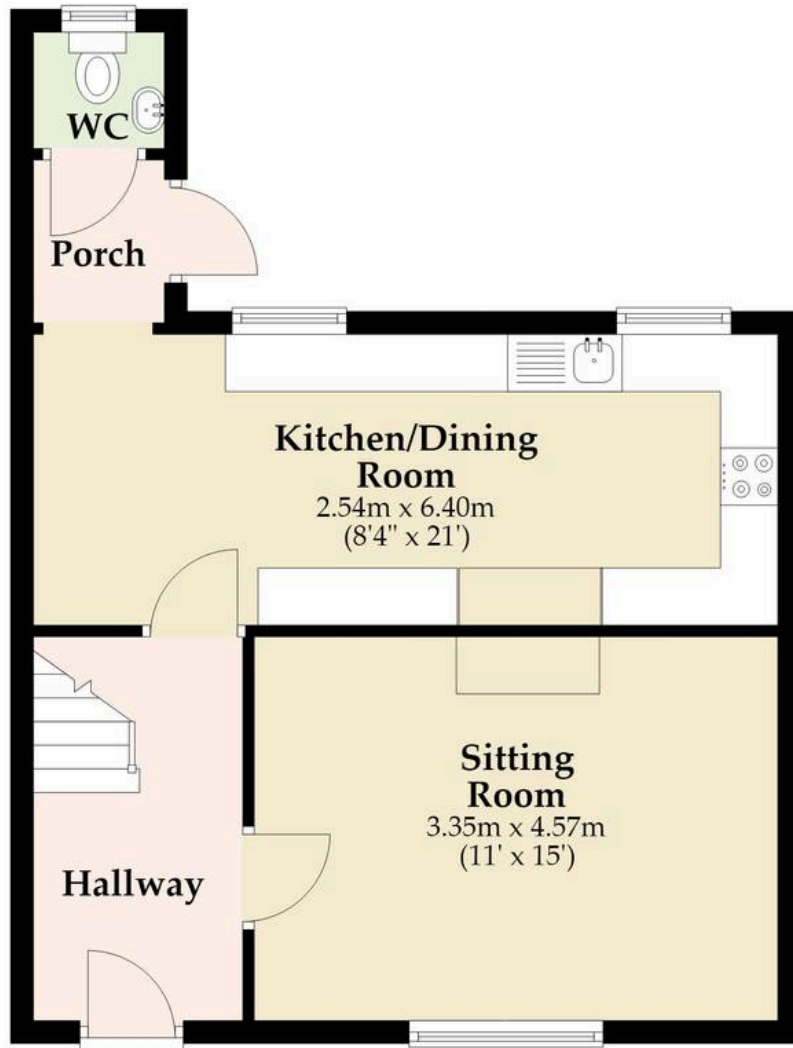 WC
Porch
Kitchen/Dining
Room
2.54m x 6.40m
(8'4" x 21')
Sitting
Room
3.35m x 4.57m
(11' x 15')
Hallway